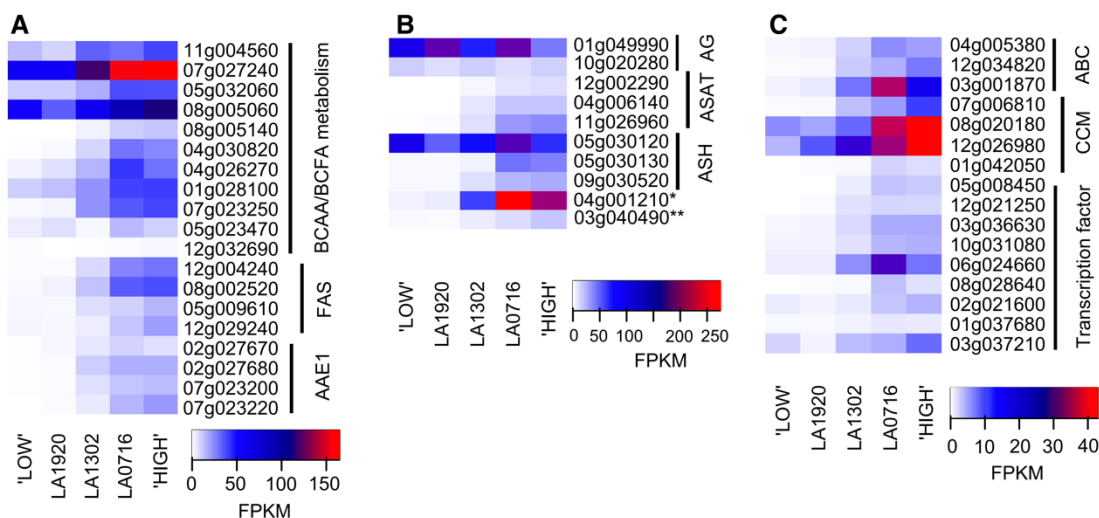 A
11g004560
07g027240
05g032060
08g005060
08g005140
04g030820
04g026270
01g028100
07g023250
05g023470
12g032690
BCAA/BCFA metabolism
12g004240
08g002520
05g009610
12g029240
FAS
02g027670
02g027680
07g023200
07g023220
AAE1
'LOW'
LA1920
LA1302
LA0716
'HIGH'
0 50 100 150
FPKM
B
01g049990
10g020280
AG
12g002290
04g006140
11g026960
ASAT
05g030120
05g030130
09g030520
ASH
04g001210*
03g040490**
'LOW'
LA1920
LA1302
LA0716
'HIGH'
0 50 100 200 250
FPKM
C
04g005380
12g034820
03g001870
ABC
07g006810
08g020180
12g026980
01g042050
CCM
05g008450
12g021250
03g036630
10g031080
06g024660
08g028640
02g021600
01g037680
03g037210
Transcription factor
'LOW'
LA1920
LA1302
LA0716
'HIGH'
0 10 20 30 40
FPKM